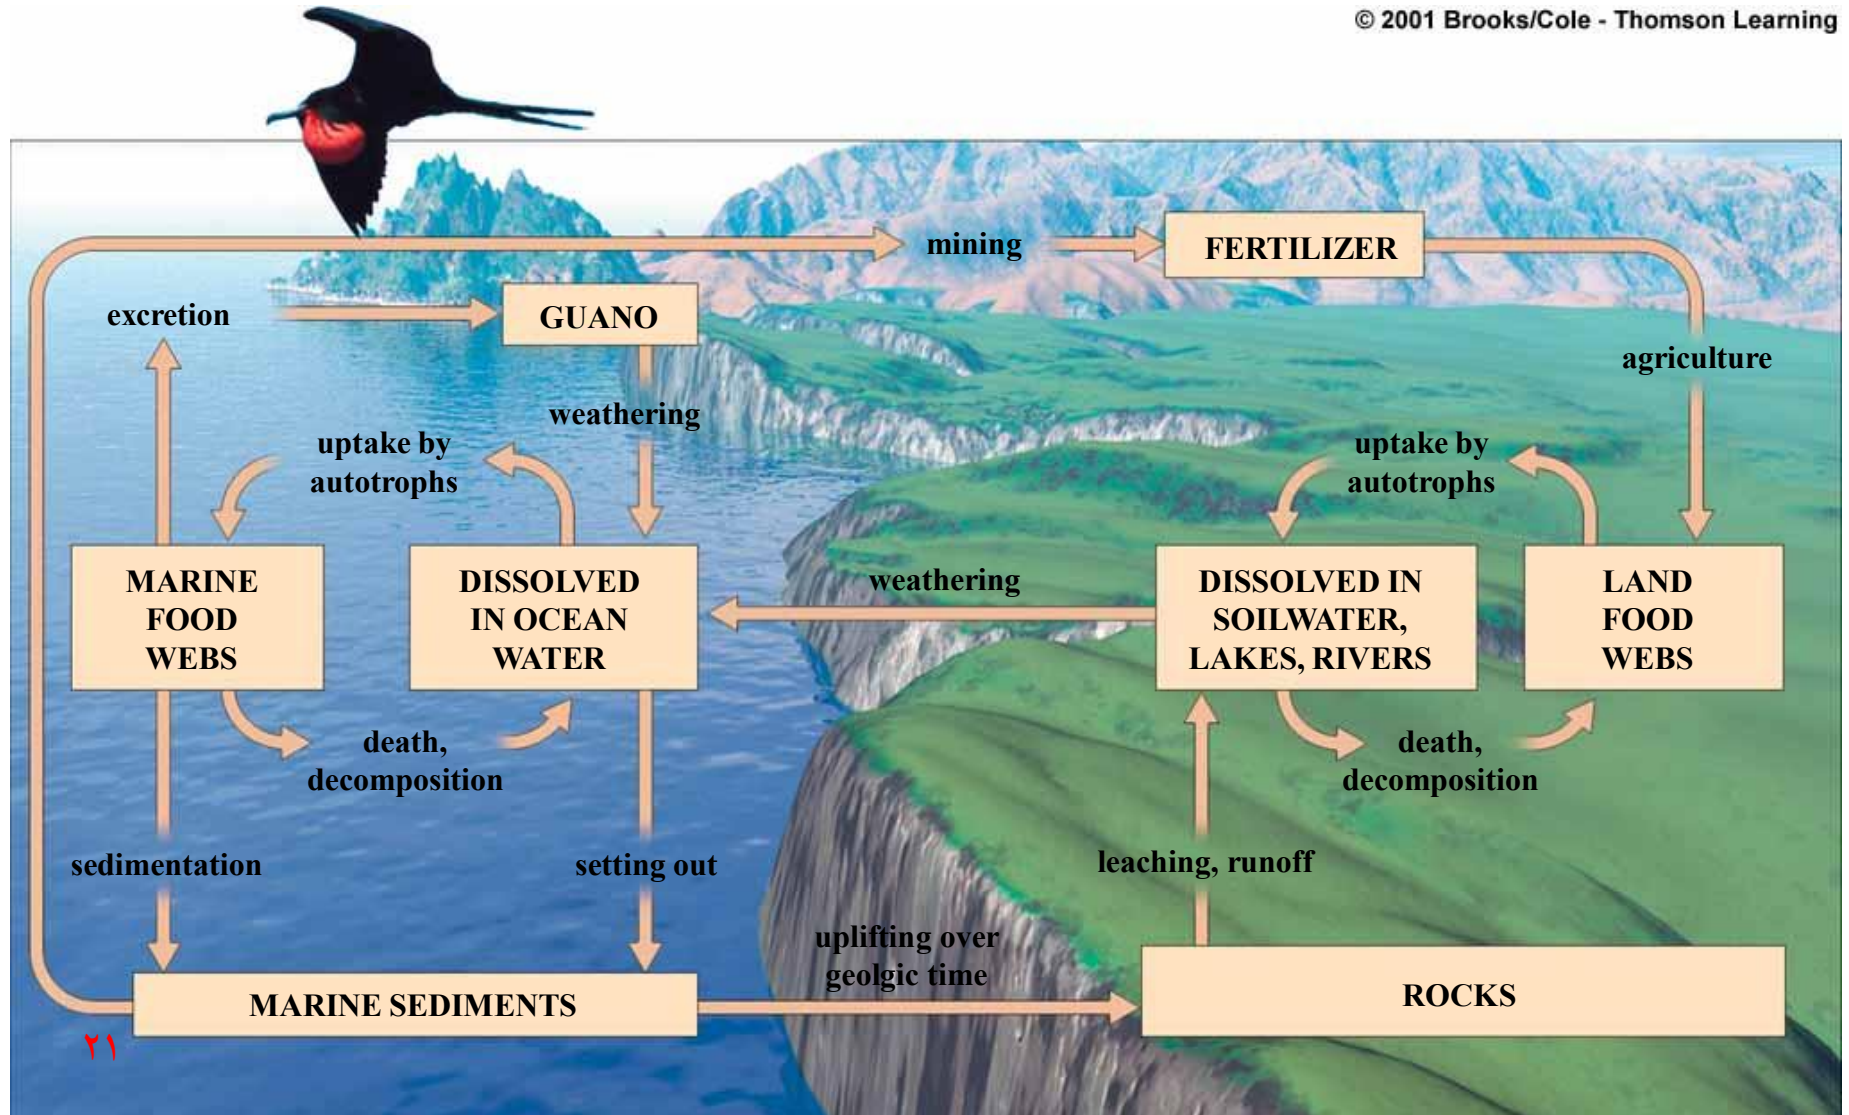 © 2001 Brooks/Cole - Thomson Learning
mining
FERTILIZER
excretion
GUANO
agriculture
weathering
uptake by
autotrophs
uptake by
autotrophs
MARINE
FOOD
WEBS
DISSOLVED
IN OCEAN
WATER
weathering
DISSOLVED IN
SOILWATER,
LAKES, RIVERS
LAND
FOOD
WEBS
death,
decomposition
death,
decomposition
sedimentation
setting out
leaching, runoff
uplifting over
geolgic time
MARINE SEDIMENTS
ROCKS
٢١